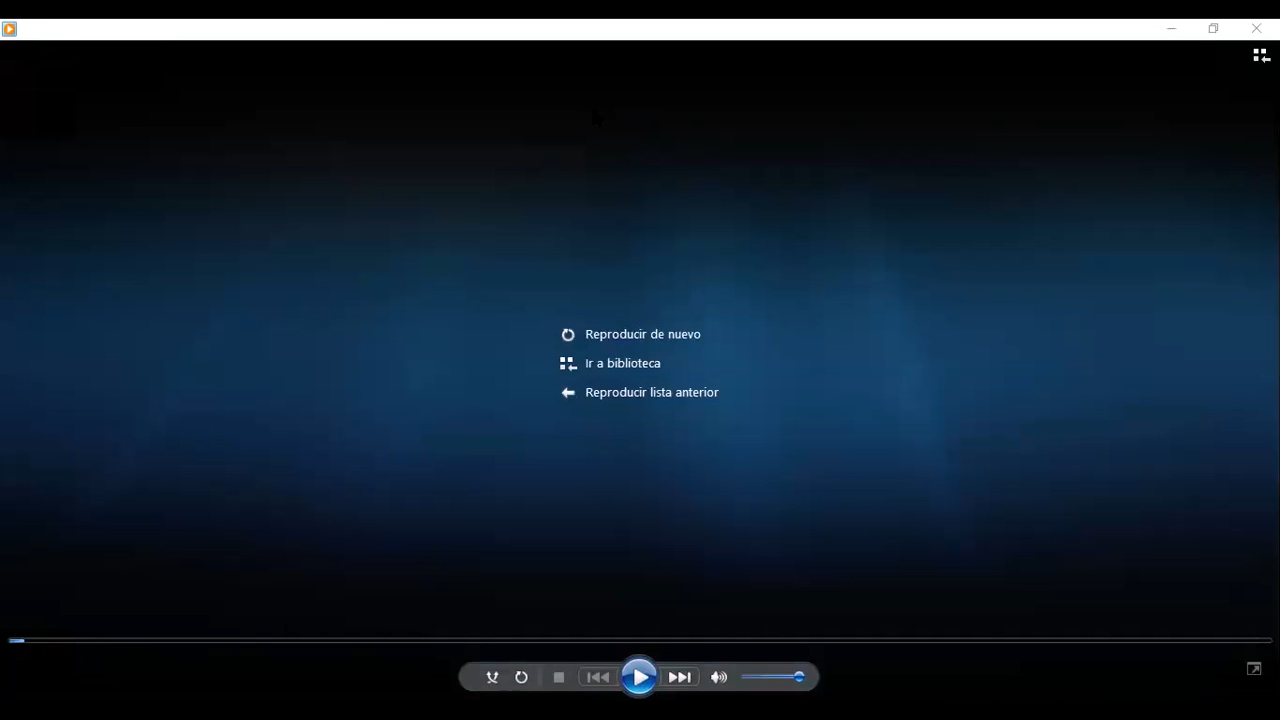 Reproducir de nuevo
Ir a biblioteca
Reproducir lista anterior